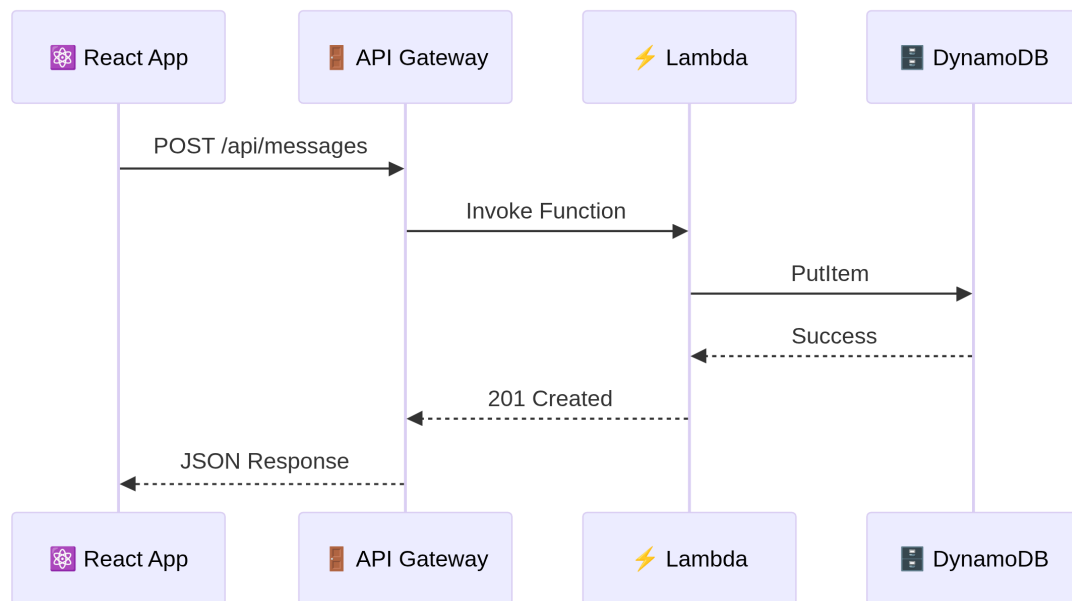 ⚛️ React App
🚪 API Gateway
⚡ Lambda
🗄️ DynamoDB
POST /api/messages
Invoke Function
PutItem
Success
201 Created
JSON Response
⚛️ React App
🚪 API Gateway
⚡ Lambda
🗄️ DynamoDB